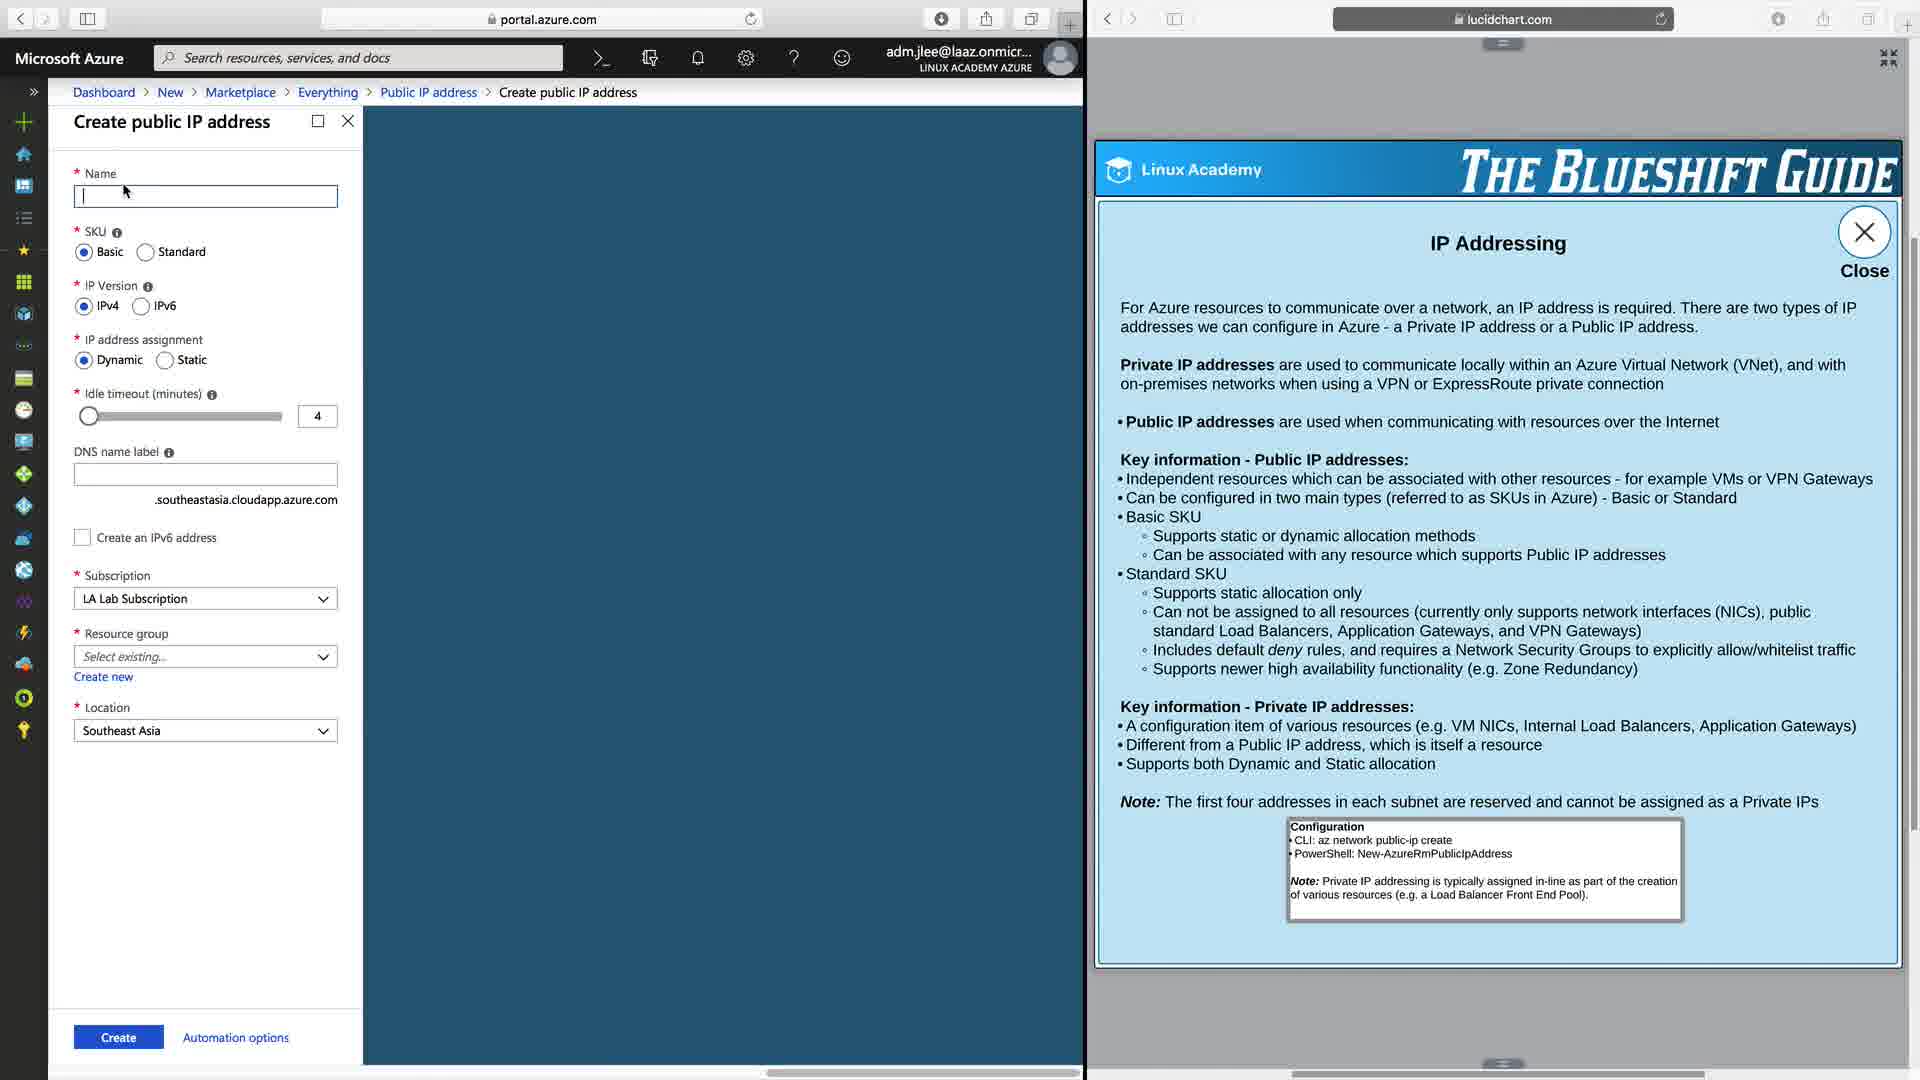 portal.azure.com
Microsoft Azure
Search resources, services, and docs
adm.jlee@laaz.onmicr...
LINUX ACADEMY AZURE
Dashboard > New > Marketplace > Everything > Public IP address > Create public IP address
Create public IP address
* Name
* SKU
Basic Standard
* IP Version
IPv4 IPv6
* IP address assignment
Dynamic Static
* Idle timeout (minutes)
4
DNS name label
.southeastasia.cloudapp.azure.com
Create an IPv6 address
* Subscription
LA Lab Subscription
* Resource group
Select existing...
Create new
* Location
Southeast Asia
Create Automation options
lucidchart.com
Linux Academy
THE BLUESHIFT GUIDE
IP Addressing
Close
For Azure resources to communicate over a network, an IP address is required. There are two types of IP
addresses we can configure in Azure - a Private IP address or a Public IP address.
Private IP addresses are used to communicate locally within an Azure Virtual Network (VNet), and with
on-premises networks when using a VPN or ExpressRoute private connection
• Public IP addresses are used when communicating with resources over the Internet
Key information - Public IP addresses:
• Independent resources which can be associated with other resources - for example VMs or VPN Gateways
• Can be configured in two main types (referred to as SKUs in Azure) - Basic or Standard
• Basic SKU
◦ Supports static or dynamic allocation methods
◦ Can be associated with any resource which supports Public IP addresses
• Standard SKU
◦ Supports static allocation only
◦ Can not be assigned to all resources (currently only supports network interfaces (NICs), public
standard Load Balancers, Application Gateways, and VPN Gateways)
◦ Includes default deny rules, and requires a Network Security Groups to explicitly allow/whitelist traffic
◦ Supports newer high availability functionality (e.g. Zone Redundancy)
Key information - Private IP addresses:
• A configuration item of various resources (e.g. VM NICs, Internal Load Balancers, Application Gateways)
• Different from a Public IP address, which is itself a resource
• Supports both Dynamic and Static allocation
Note: The first four addresses in each subnet are reserved and cannot be assigned as a Private IPs
Configuration
• CLI: az network public-ip create
• PowerShell: New-AzureRmPublicIpAddress
Note: Private IP addressing is typically assigned in-line as part of the creation
of various resources (e.g. a Load Balancer Front End Pool).